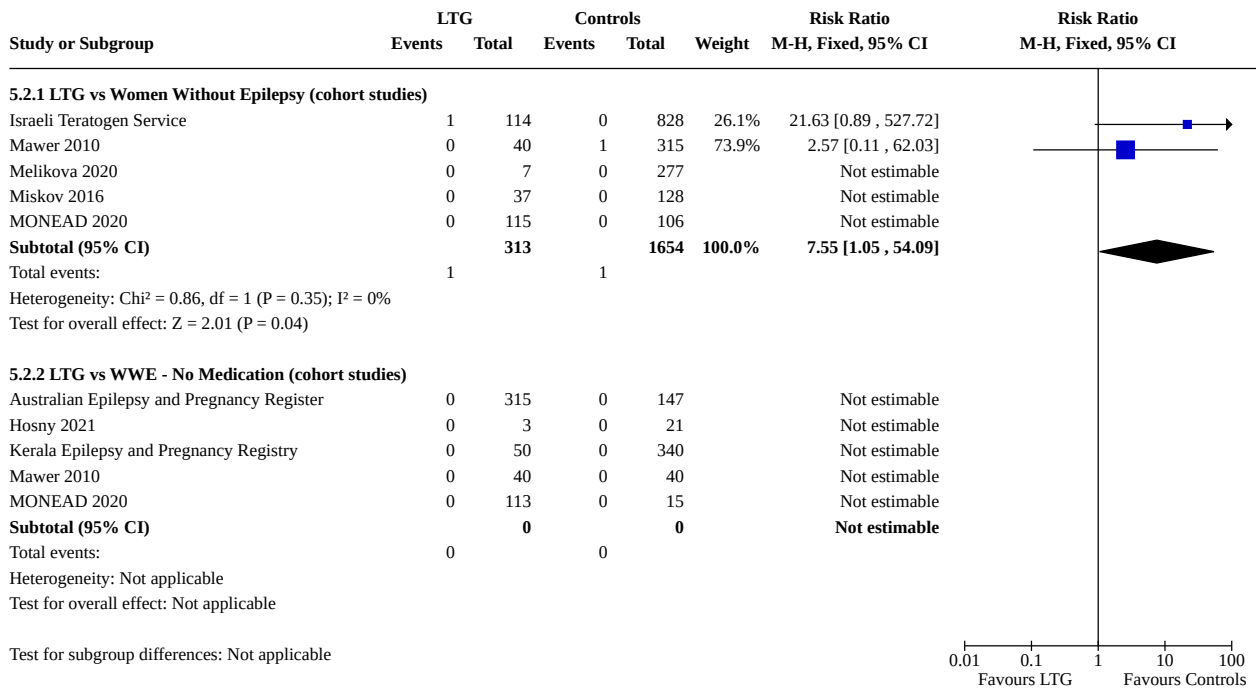 LTG Controls Risk Ratio Risk Ratio
Study or Subgroup Events Total Events Total Weight M-H, Fixed, 95% CI M-H, Fixed, 95% CI
5.2.1 LTG vs Women Without Epilepsy (cohort studies)
Israeli Teratogen Service 1 114 0 828 26.1% 21.63 [0.89 , 527.72]
Mawer 2010 0 40 1 315 73.9% 2.57 [0.11 , 62.03]
Melikova 2020 0 7 0 277 Not estimable
Miskov 2016 0 37 0 128 Not estimable
MONEAD 2020 0 115 0 106 Not estimable
Subtotal (95% CI) 313 1654 100.0% 7.55 [1.05 , 54.09]
Total events: 1 1
Heterogeneity: Chi² = 0.86, df = 1 (P = 0.35); I² = 0%
Test for overall effect: Z = 2.01 (P = 0.04)
5.2.2 LTG vs WWE - No Medication (cohort studies)
Australian Epilepsy and Pregnancy Register 0 315 0 147 Not estimable
Hosny 2021 0 3 0 21 Not estimable
Kerala Epilepsy and Pregnancy Registry 0 50 0 340 Not estimable
Mawer 2010 0 40 0 40 Not estimable
MONEAD 2020 0 113 0 15 Not estimable
Subtotal (95% CI) 0 0 Not estimable
Total events: 0 0
Heterogeneity: Not applicable
Test for overall effect: Not applicable
Test for subgroup differences: Not applicable
0.01 0.1 1 10 100
Favours LTG Favours Controls